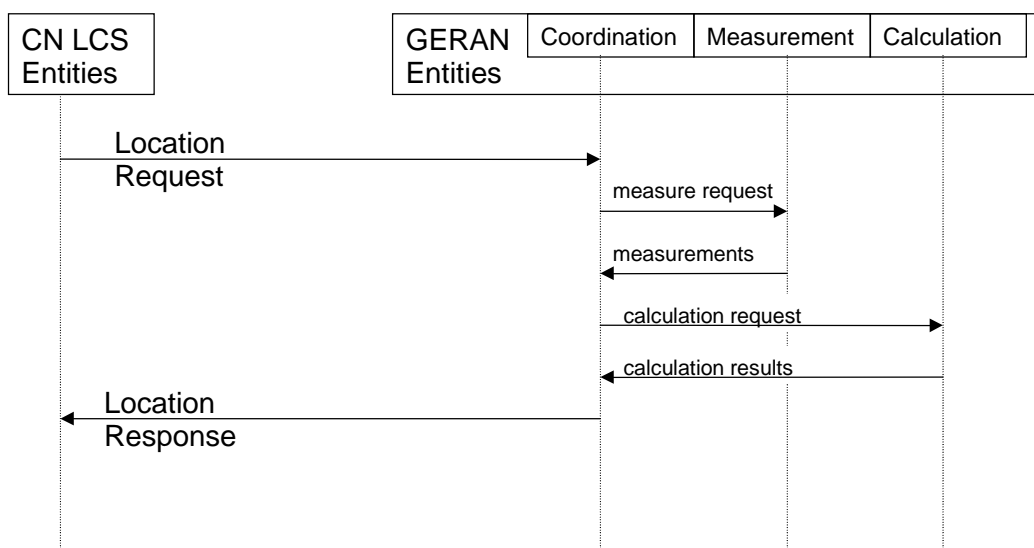 CN LCS
Entities
GERAN
Entities
Coordination
Measurement
Calculation
Location
Request
measure request
measurements
calculation request
calculation results
Location
Response